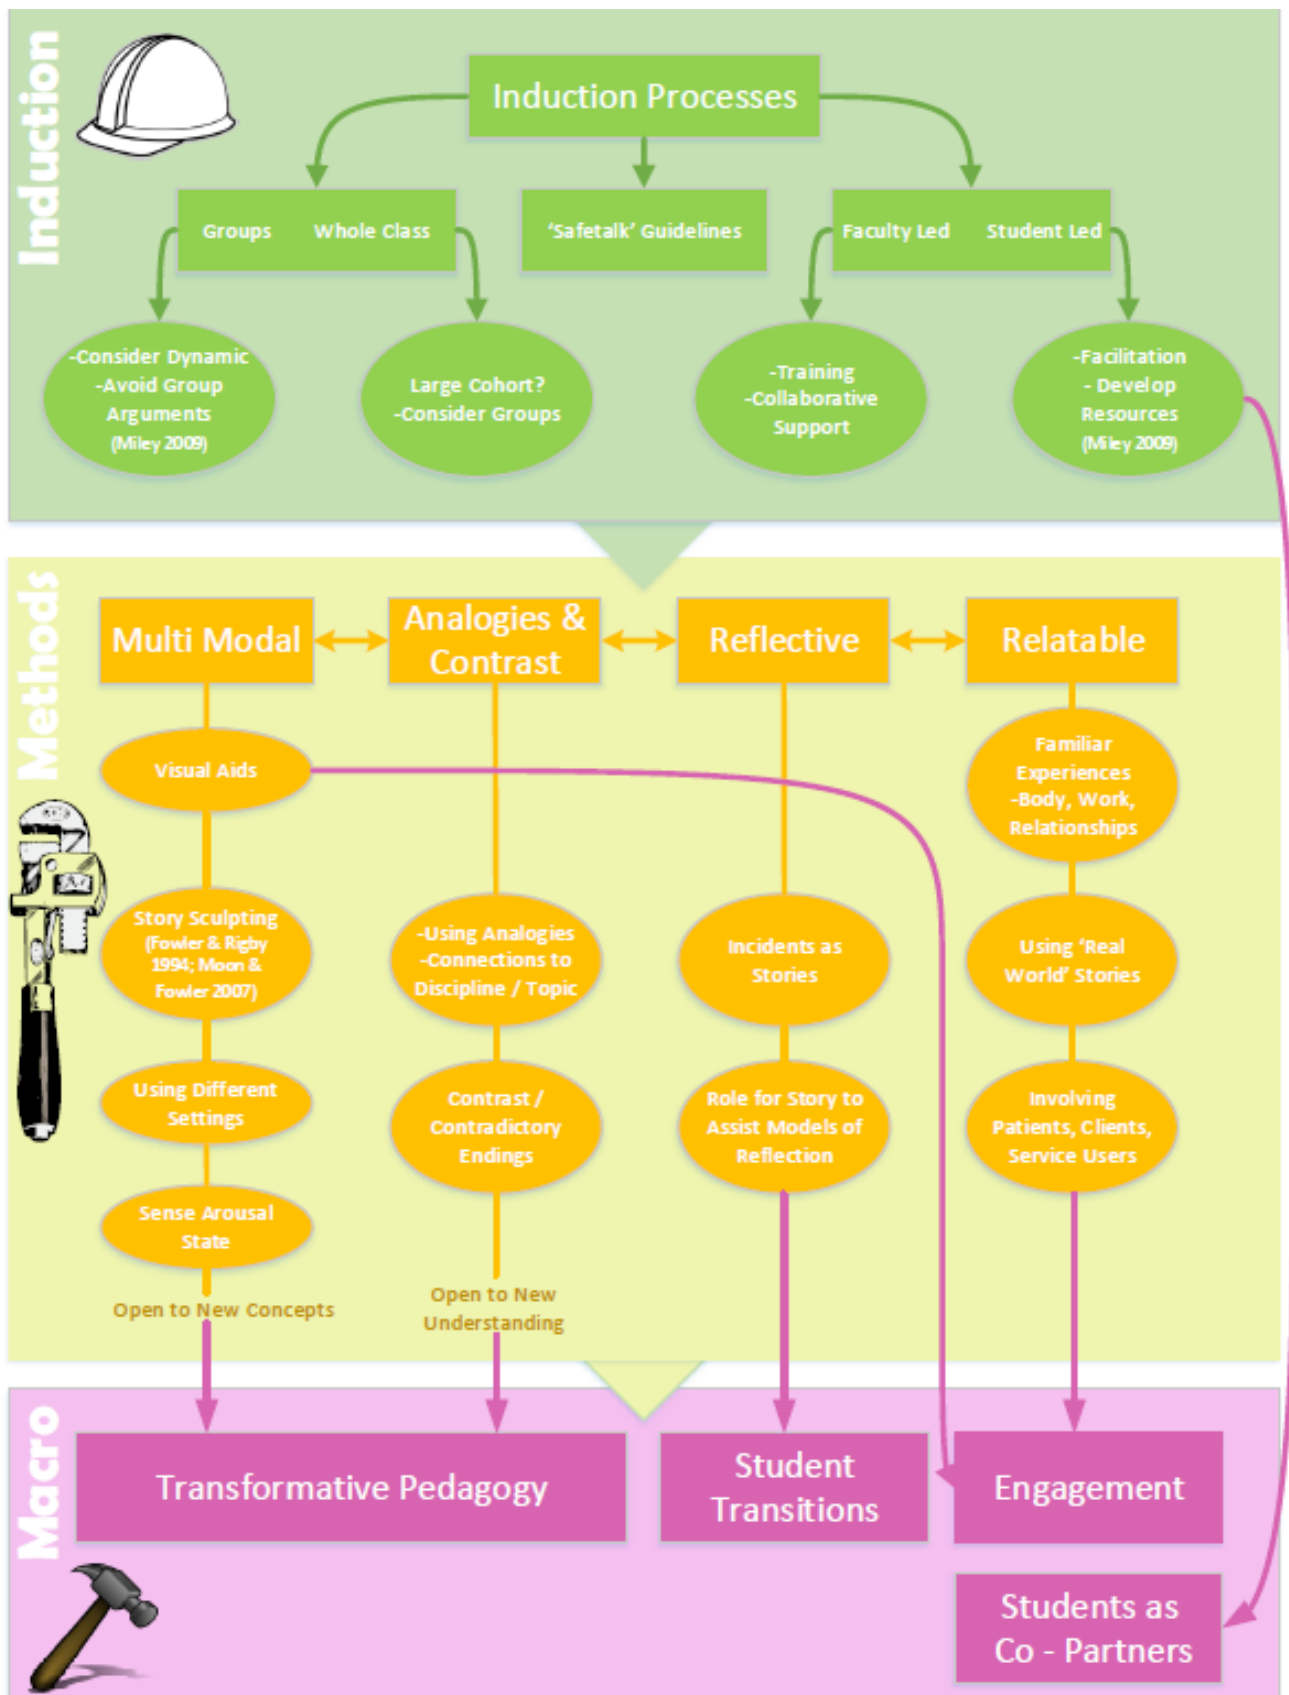 Induction
Induction Processes
Groups Whole Class
‘Safetalk’ Guidelines
Faculty Led Student Led
-Consider Dynamic
-Avoid Group
Arguments
(Miley 2009)
Large Cohort?
-Consider Groups
-Training
-Collaborative
Support
-Facilitation
- Develop
Resources
(Miley 2009)
Methods
Multi Modal
Analogies &
Contrast
Reflective
Relatable
Visual Aids
Story Sculpting
(Fowler & Rigby
1994; Moon &
Fowler 2007)
Using Different
Settings
Sense Arousal
State
Open to New Concepts
-Using Analogies
-Connections to
Discipline / Topic
Contrast /
Contradictory
Endings
Open to New
Understanding
Incidents as
Stories
Role for Story to
Assist Models of
Reflection
Familiar
Experiences
-Body, Work,
Relationships
Using ‘Real
World’ Stories
Involving
Patients, Clients,
Service Users
Macro
Transformative Pedagogy
Student
Transitions
Engagement
Students as
Co - Partners